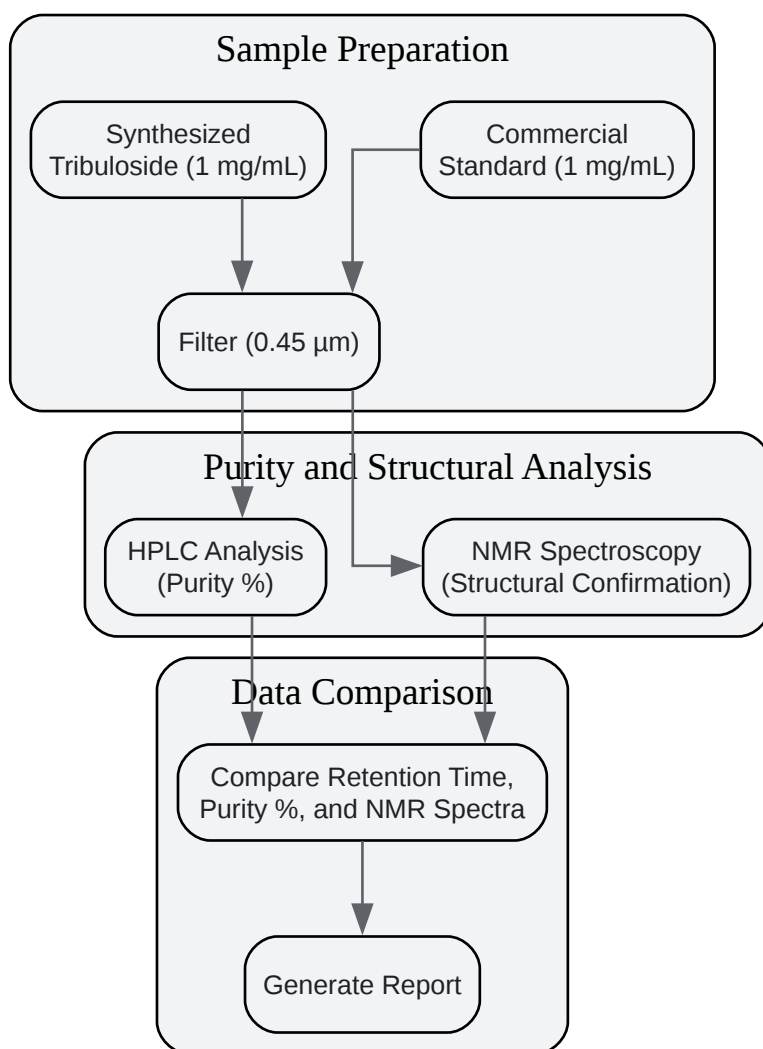 Sample Preparation
Synthesized
Tribuloside (1 mg/mL)
Commercial
Standard (1 mg/mL)
Filter (0.45 µm)
Purity and Structural Analysis
HPLC Analysis
(Purity %)
NMR Spectroscopy
(Structural Confirmation)
Data Comparison
Compare Retention Time,
Purity %, and NMR Spectra
Generate Report